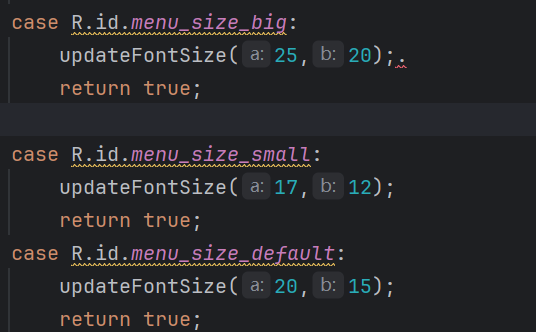 case R.id.menu_size_big:
updateFontSize( a: 25, b: 20);.
return true;
case R.id.menu_size_small:
updateFontSize( a: 17, b: 12);
return true;
case R.id.menu_size_default:
updateFontSize( a: 20, b: 15);
return true;